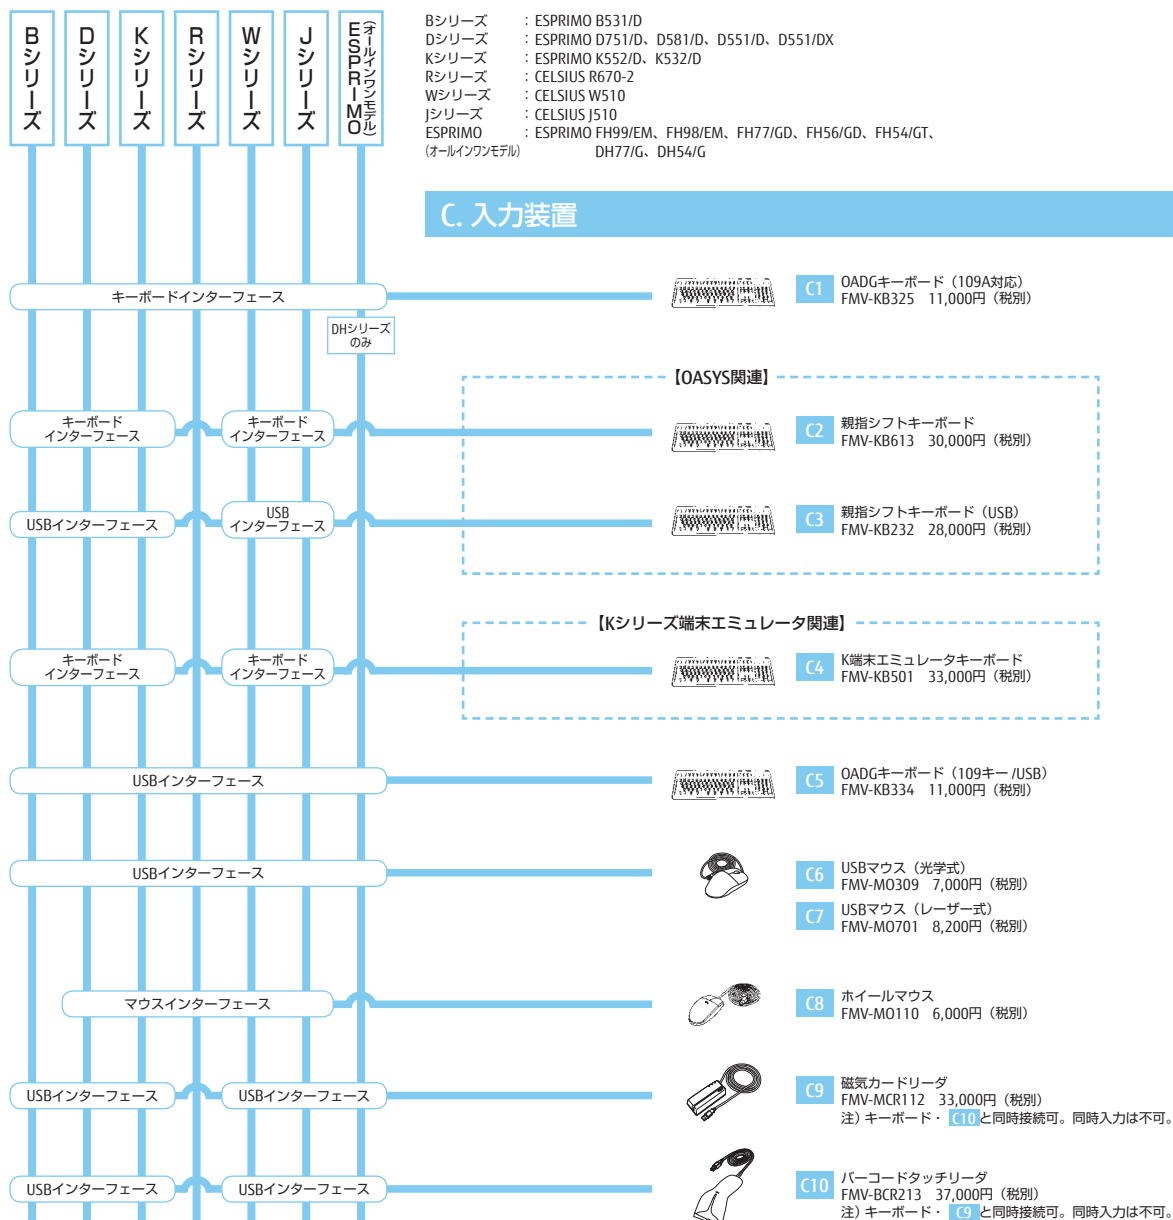 Bシリーズ
Dシリーズ
Kシリーズ
Rシリーズ
Wシリーズ
Jシリーズ
ESPRIMO
(オールインワンモデル)
Bシリーズ : ESPRIMO B531/D
Dシリーズ : ESPRIMO D751/D、D581/D、D551/D、D551/DX
Kシリーズ : ESPRIMO K552/D、K532/D
Rシリーズ : CELSIUS R670-2
Wシリーズ : CELSIUS W510
Jシリーズ : CELSIUS J510
ESPRIMO : ESPRIMO FH99/EM、FH98/EM、FH77/GD、FH56/GD、FH54/GT、
(オールインワンモデル) DH77/G、DH54/G
C. 入力装置
キーボードインターフェース
C1 OADGキーボード（109A対応）
FMV-KB325 11,000円（税別）
DHシリーズ
のみ
【OASYS関連】
キーボード
インターフェース
キーボード
インターフェース
C2 親指シフトキーボード
FMV-KB613 30,000円（税別）
USBインターフェース
USB
インターフェース
C3 親指シフトキーボード（USB）
FMV-KB232 28,000円（税別）
【Kシリーズ端末エミュレータ関連】
キーボード
インターフェース
キーボード
インターフェース
C4 K端末エミュレータキーボード
FMV-KB501 33,000円（税別）
USBインターフェース
C5 OADGキーボード（109キー/USB）
FMV-KB334 11,000円（税別）
USBインターフェース
C6 USBマウス（光学式）
FMV-MO309 7,000円（税別）
C7 USBマウス（レーザー式）
FMV-MO701 8,200円（税別）
マウスインターフェース
C8 ホイールマウス
FMV-MO110 6,000円（税別）
USBインターフェース
USBインターフェース
C9 磁気カードリーダ
FMV-MCR112 33,000円（税別）
注）キーボード・ C10 と同時接続可。同時入力は不可。
USBインターフェース
USBインターフェース
C10 バーコードタッチリーダ
FMV-BCR213 37,000円（税別）
注）キーボード・ C9 と同時接続可。同時入力は不可。